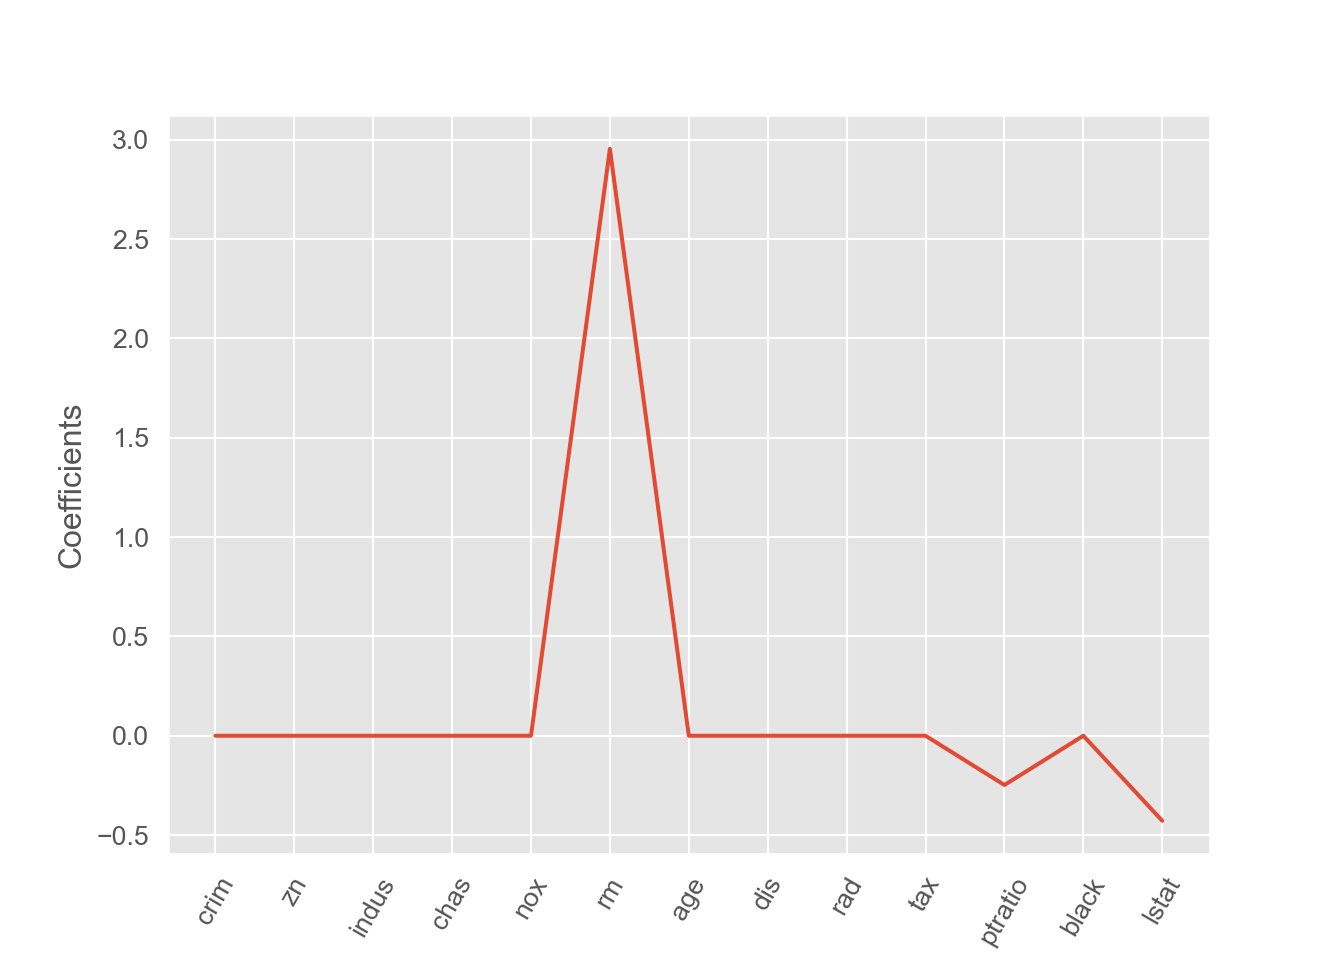 3.0
2.5
2.0
1.5
1.0
0.5
0.0
−0.5
Coefficients
crim
zn
indus
chas
nox
rm
age
dis
rad
tax
ptratio
black
lstat